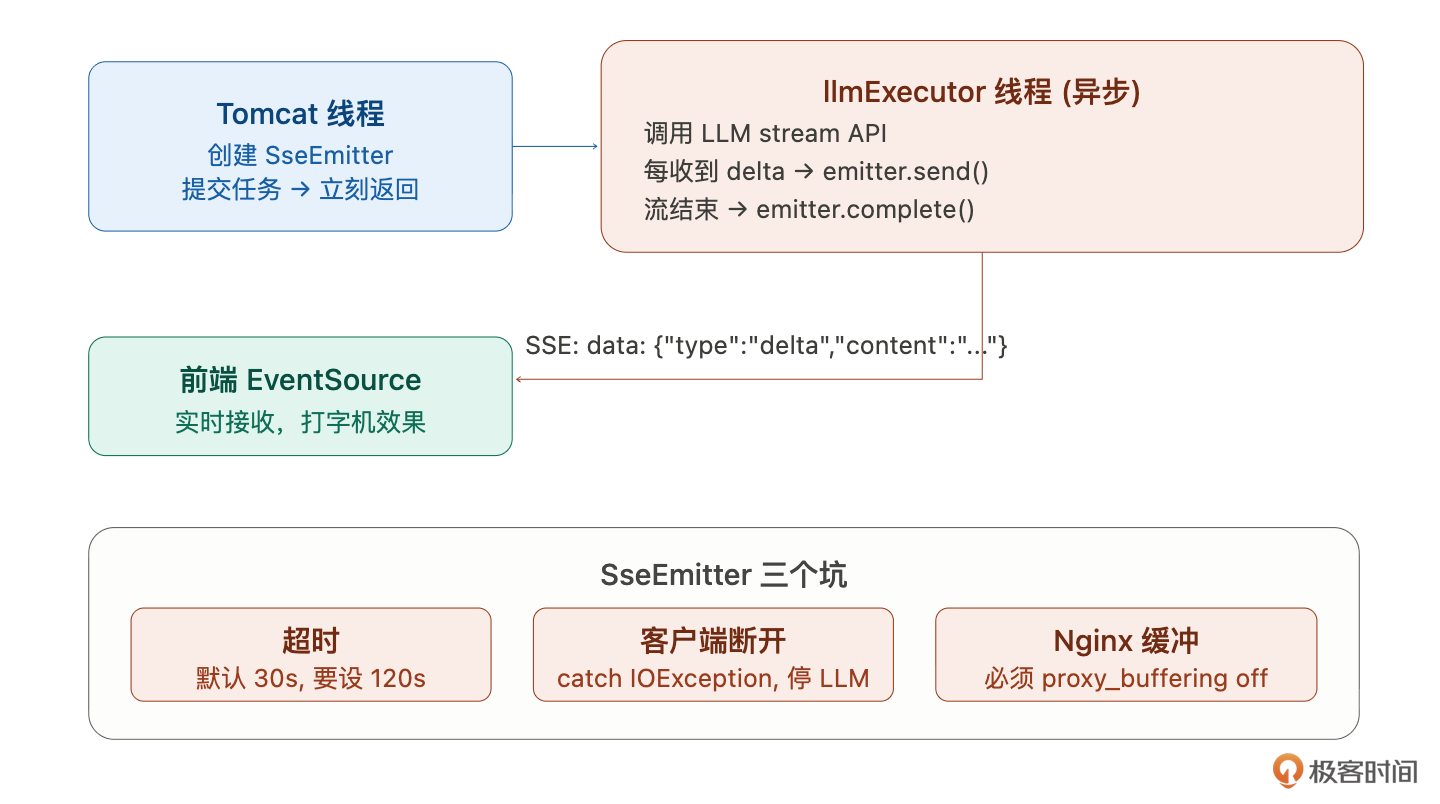 Tomcat 线程
创建 SseEmitter
提交任务 → 立刻返回
llmExecutor 线程 (异步)
调用 LLM stream API
每收到 delta → emitter.send()
流结束 → emitter.complete()
SSE: data: {"type":"delta","content":"..."}
前端 EventSource
实时接收，打字机效果
SseEmitter 三个坑
超时
默认 30s, 要设 120s
客户端断开
catch IOException, 停 LLM
Nginx 缓冲
必须 proxy_buffering off
极客时间